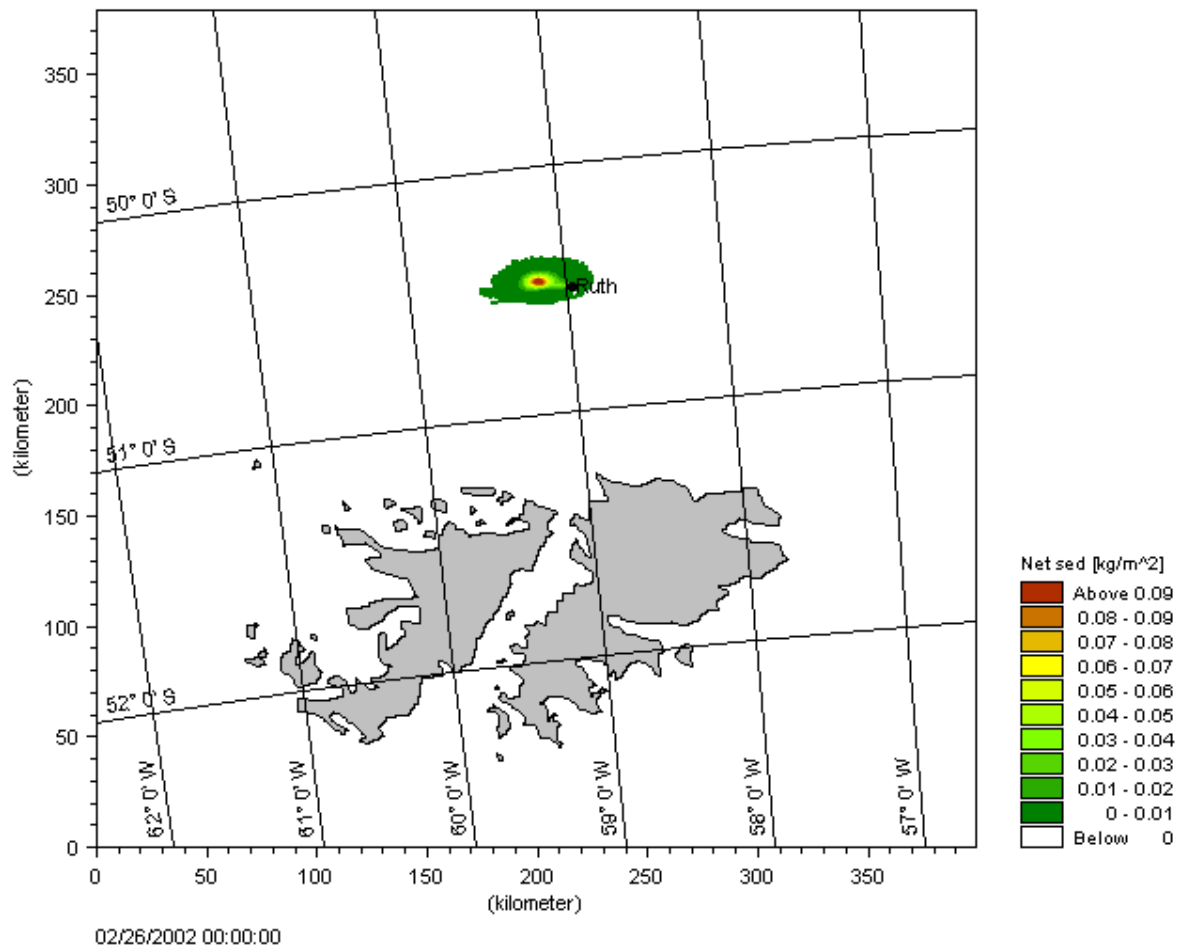 350
300
50° 0' S
250
Ruth
(kilometer)
200
51° 0' S
150
100
52° 0' S
50
62° 0' W
61° 0' W
60° 0' W
59° 0' W
58° 0' W
57° 0' W
0
0 50 100 150 200 250 300 350
(kilometer)
02/26/2002 00:00:00
Net sed [kg/m^2]
Above 0.09
0.08 - 0.09
0.07 - 0.08
0.06 - 0.07
0.05 - 0.06
0.04 - 0.05
0.03 - 0.04
0.02 - 0.03
0.01 - 0.02
0 - 0.01
Below 0